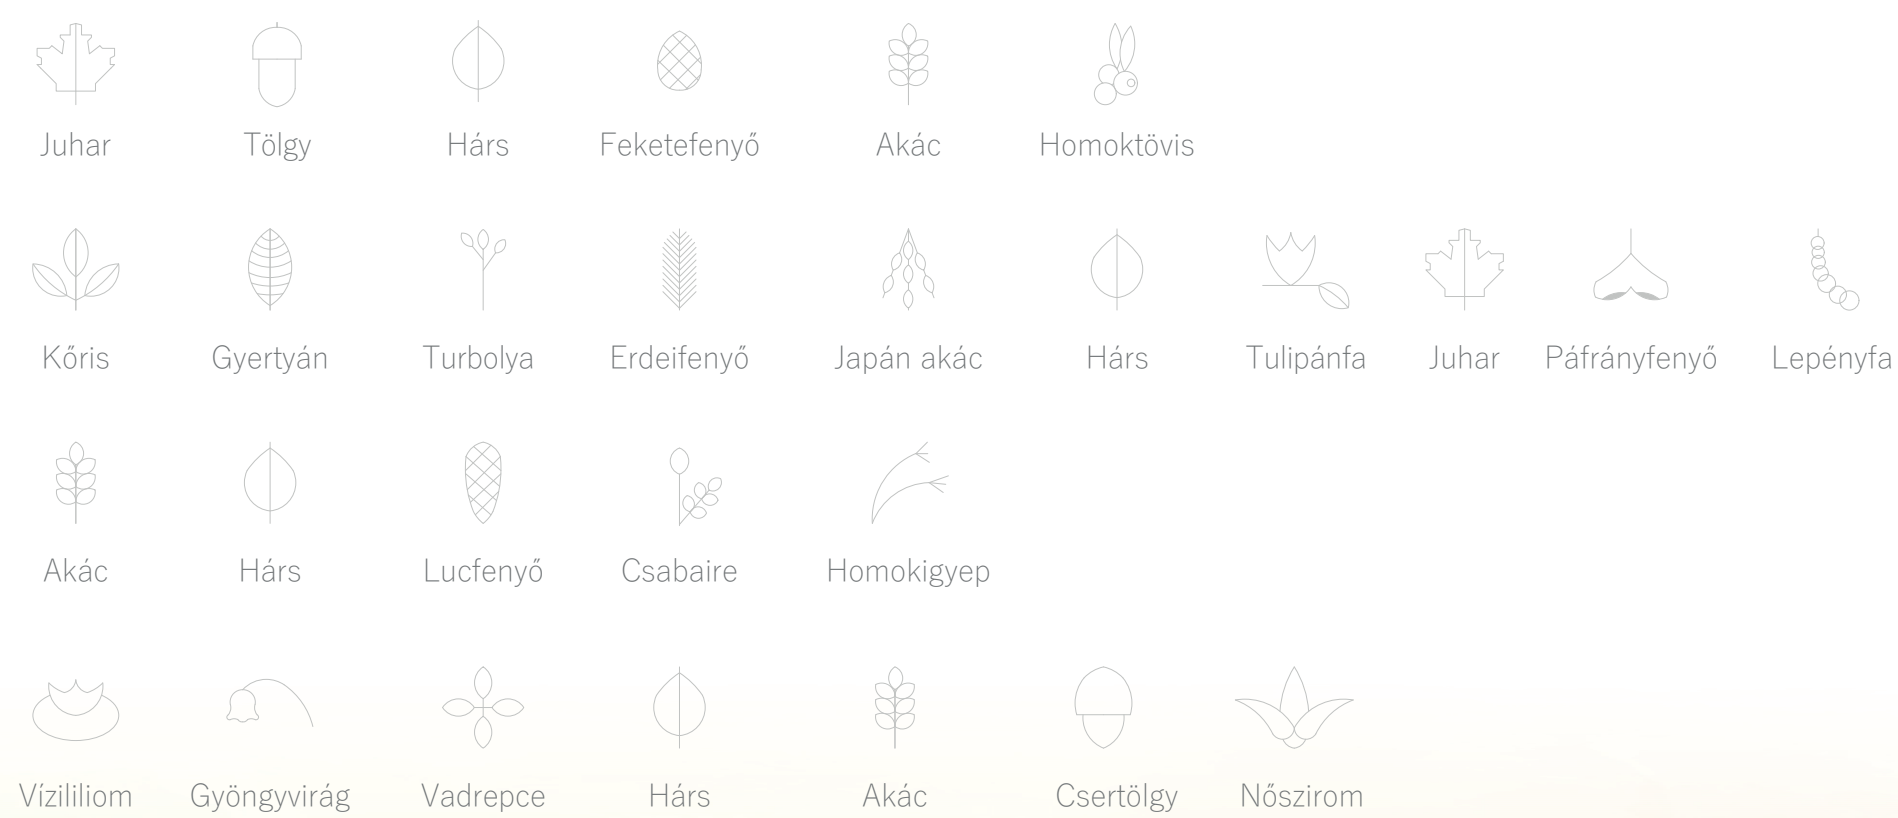 Juhar Tölgy Hárs Feketefenyő Akác Homoktövis
Kőris Gyertyán Turbolya Erdeifenyő Japán akác Hárs Tulipánfa Juhar Páfrányfenyő Lepényfa
Akác Hárs Lucfenyő Csabaire Homokigyep
Vízililiom Gyöngyvirág Vadrepce Hárs Akác Csertölgy Nőszirom